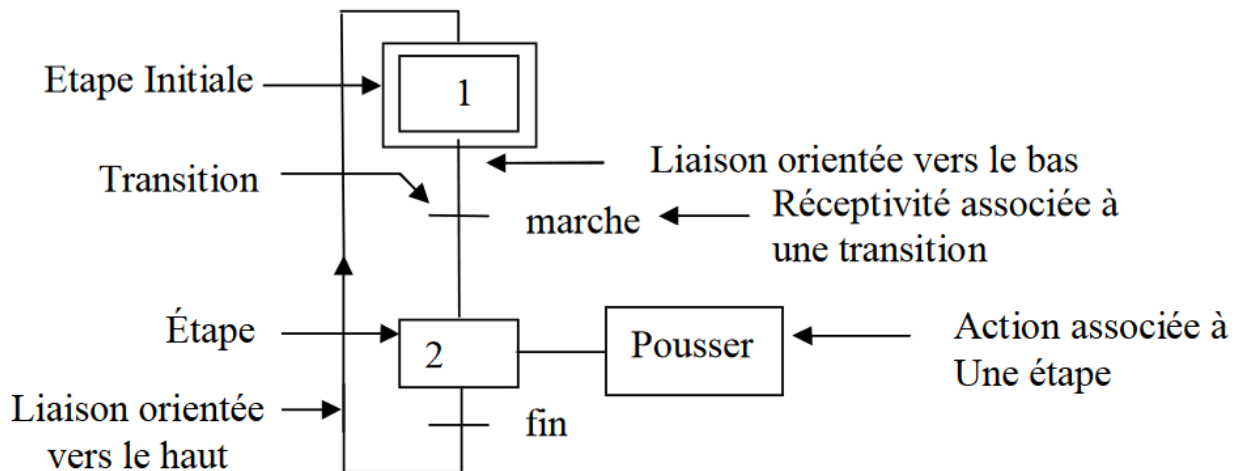 Etape Initiale
1
Liaison orientée vers le bas
Transition
marche
Réceptivité associée à
une transition
Étape
2
Pousser
Action associée à
Une étape
Liaison orientée
vers le haut
fin